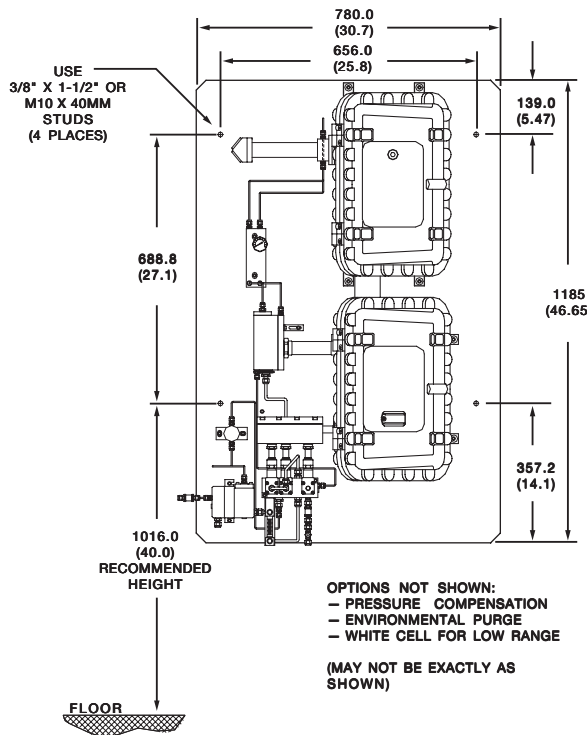 780.0
(30.7)
656.0
(25.8)
USE
3/8" X 1-1/2" OR
M10 X 40MM
STUDS
(4 PLACES)
139.0
(5.47)
688.8
(27.1)
1185
(46.65)
357.2
(14.1)
1016.0
(40.0)
RECOMMENDED
HEIGHT
OPTIONS NOT SHOWN:
– PRESSURE COMPENSATION
– ENVIRONMENTAL PURGE
– WHITE CELL FOR LOW RANGE
(MAY NOT BE EXACTLY AS
SHOWN)
FLOOR